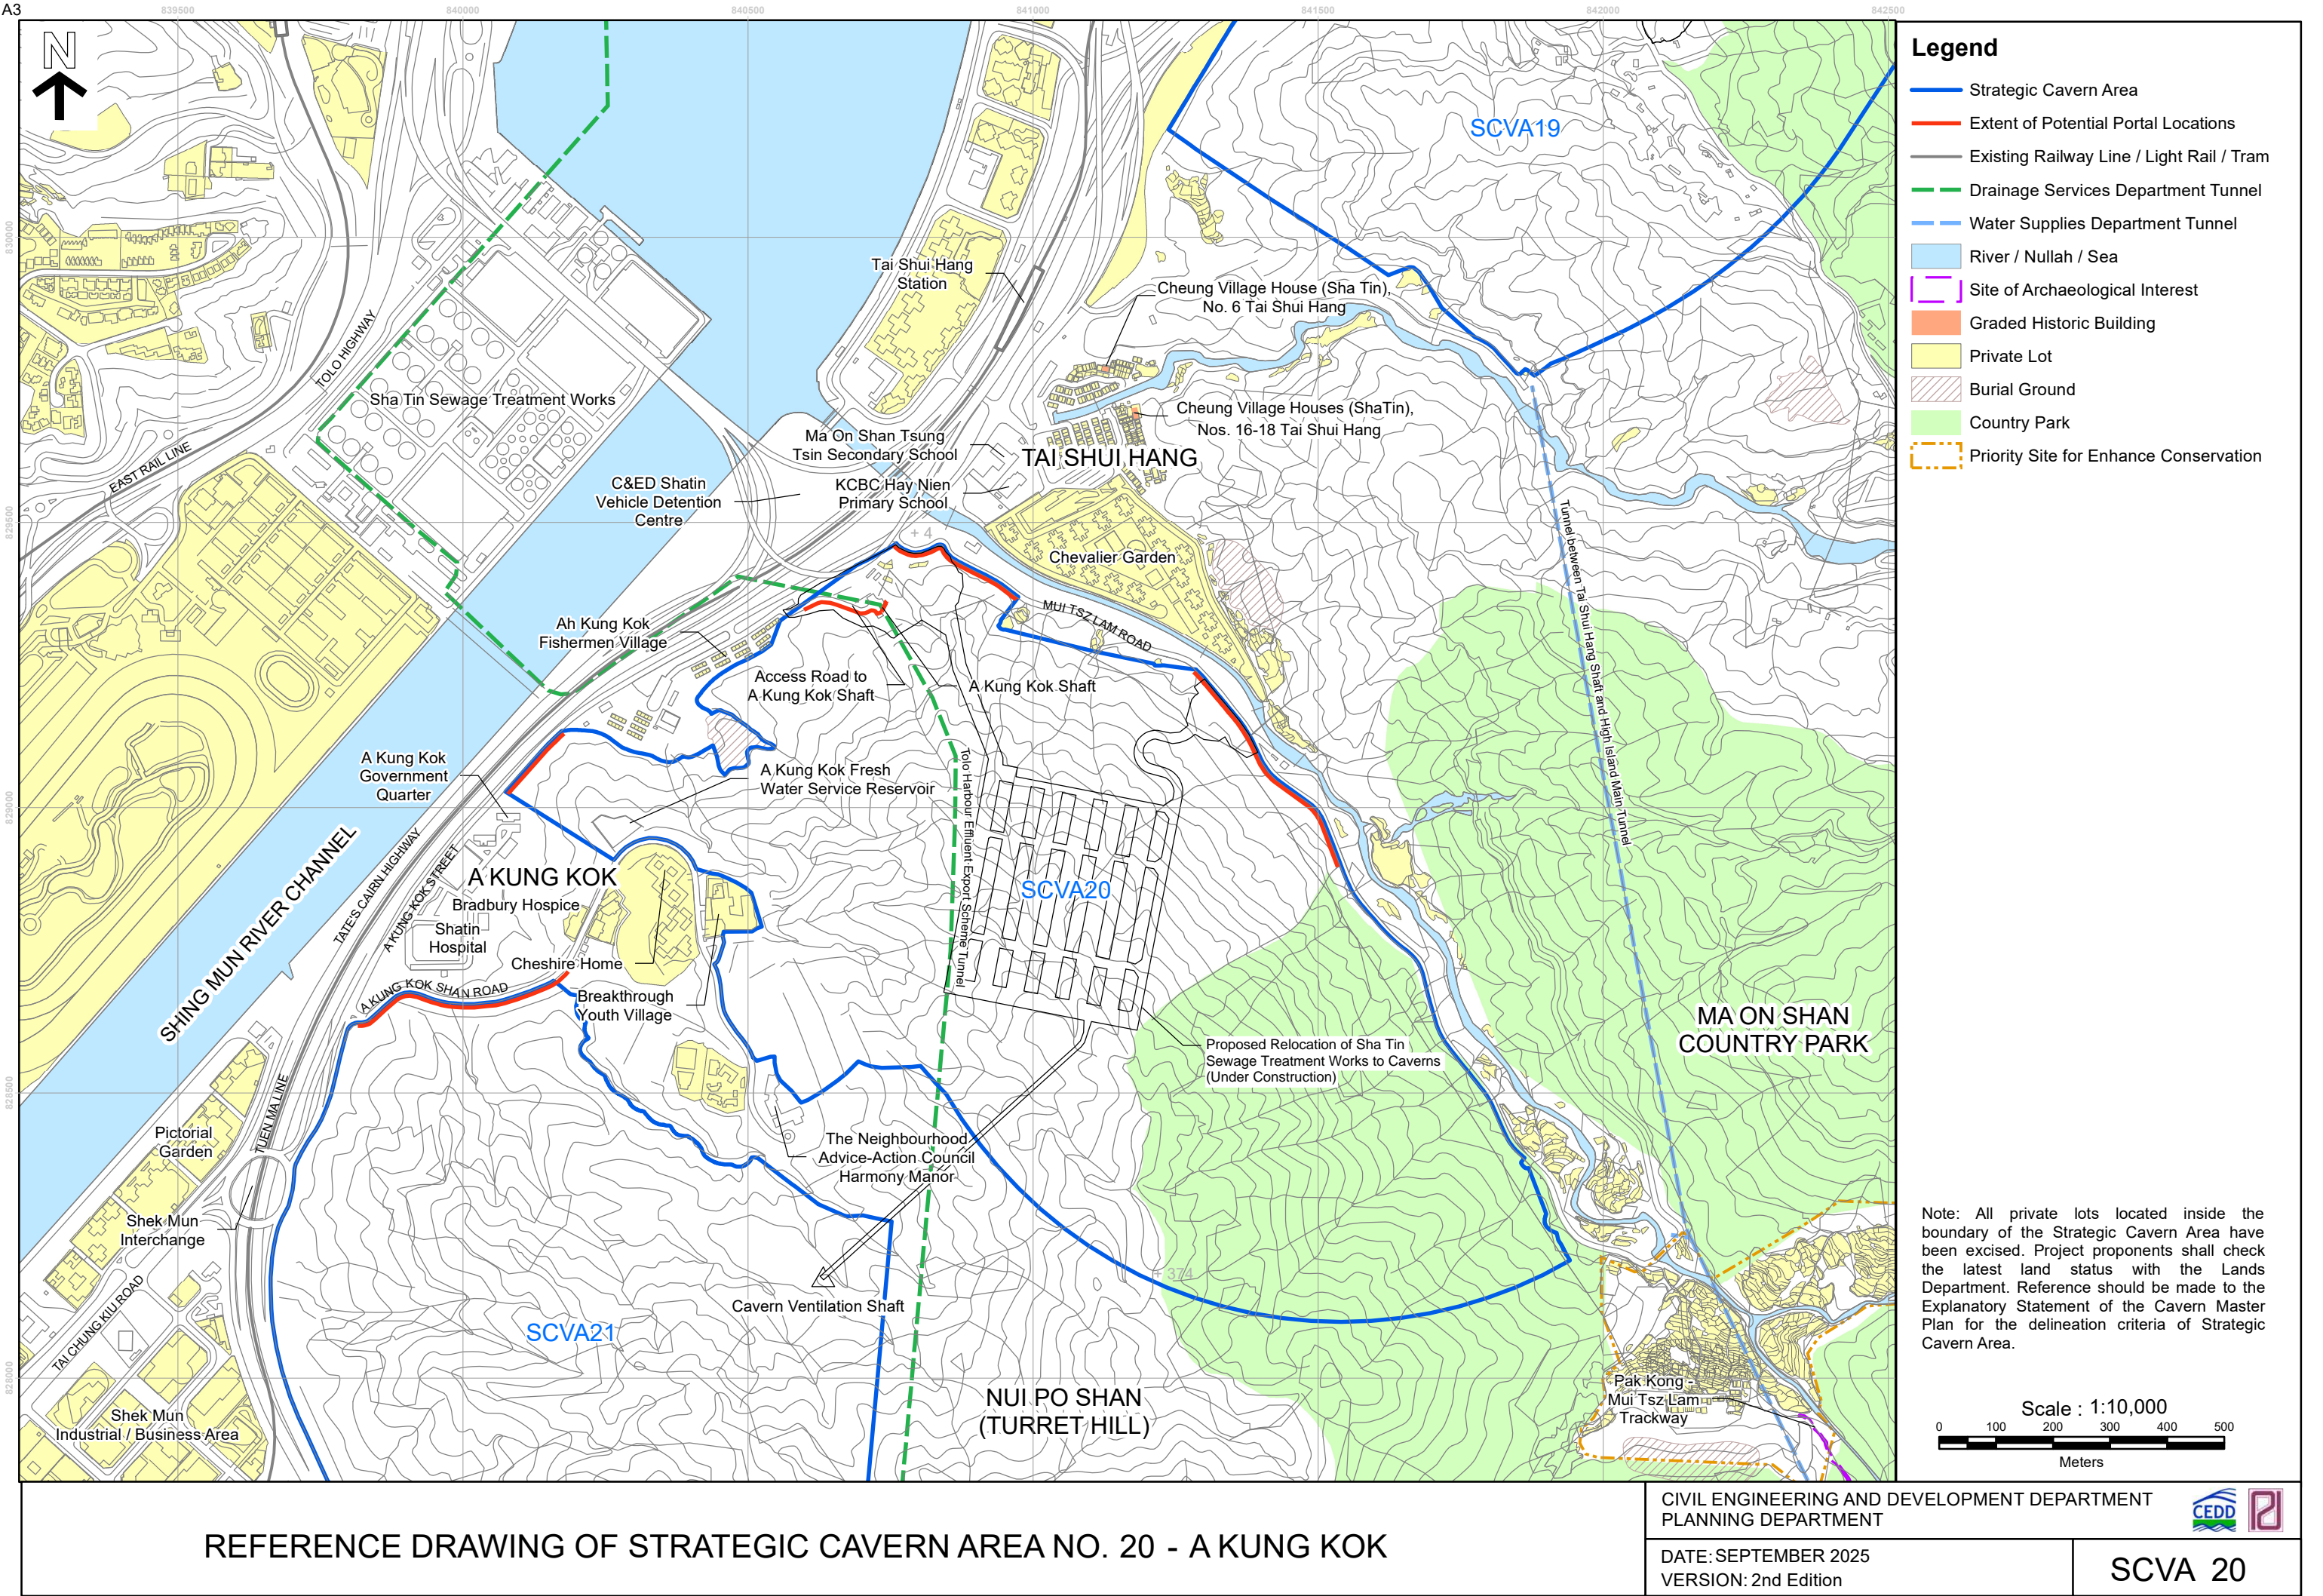 A3
839500
840000
840500
841000
841500
842000
842500
N
830000
829500
829000
828500
828000
SCVA19
Tai Shui Hang
Station
Cheung Village House (Sha Tin),
No. 6 Tai Shui Hang
TOLO HIGHWAY
Sha Tin Sewage Treatment Works
Cheung Village Houses (ShaTin),
Nos. 16-18 Tai Shui Hang
Ma On Shan Tsung
Tsin Secondary School
TAI SHUI HANG
EAST RAIL LINE
C&ED Shatin
Vehicle Detention
Centre
KCBC Hay Nien
Primary School
+ 4
Chevalier Garden
Tunnel between Tai Shui Hang Shaft and High Island Main Tunnel
MUI TSZ LAM ROAD
Ah Kung Kok
Fishermen Village
Access Road to
A Kung Kok Shaft
A Kung Kok Shaft
A Kung Kok
Government
Quarter
A Kung Kok Fresh
Water Service Reservoir
Tolo Harbour Effluent Export Scheme Tunnel
SHING MUN RIVER CHANNEL
TATE'S CAIRN HIGHWAY
A KUNG KOK STREET
A KUNG KOK
Bradbury Hospice
SCVA20
Shatin
Hospital
Cheshire Home
A KUNG KOK SHAN ROAD
Breakthrough
Youth Village
MA ON SHAN
COUNTRY PARK
Proposed Relocation of Sha Tin
Sewage Treatment Works to Caverns
(Under Construction)
TUEN MA LINE
Pictorial
Garden
The Neighbourhood
Advice-Action Council
Harmony Manor
Shek Mun
Interchange
+ 374
Cavern Ventilation Shaft
TAI CHUNG KIU ROAD
SCVA21
NUI PO SHAN
(TURRET HILL)
Pak Kong -
Mui Tsz Lam
Trackway
Shek Mun
Industrial / Business Area
Legend
Strategic Cavern Area
Extent of Potential Portal Locations
Existing Railway Line / Light Rail / Tram
Drainage Services Department Tunnel
Water Supplies Department Tunnel
River / Nullah / Sea
Site of Archaeological Interest
Graded Historic Building
Private Lot
Burial Ground
Country Park
Priority Site for Enhance Conservation
Note: All private lots located inside the
boundary of the Strategic Cavern Area have
been excised. Project proponents shall check
the latest land status with the Lands
Department. Reference should be made to the
Explanatory Statement of the Cavern Master
Plan for the delineation criteria of Strategic
Cavern Area.
Scale : 1:10,000
0 100 200 300 400 500
Meters
REFERENCE DRAWING OF STRATEGIC CAVERN AREA NO. 20 - A KUNG KOK
CIVIL ENGINEERING AND DEVELOPMENT DEPARTMENT
PLANNING DEPARTMENT
CEDD
DATE: SEPTEMBER 2025
VERSION: 2nd Edition
SCVA 20